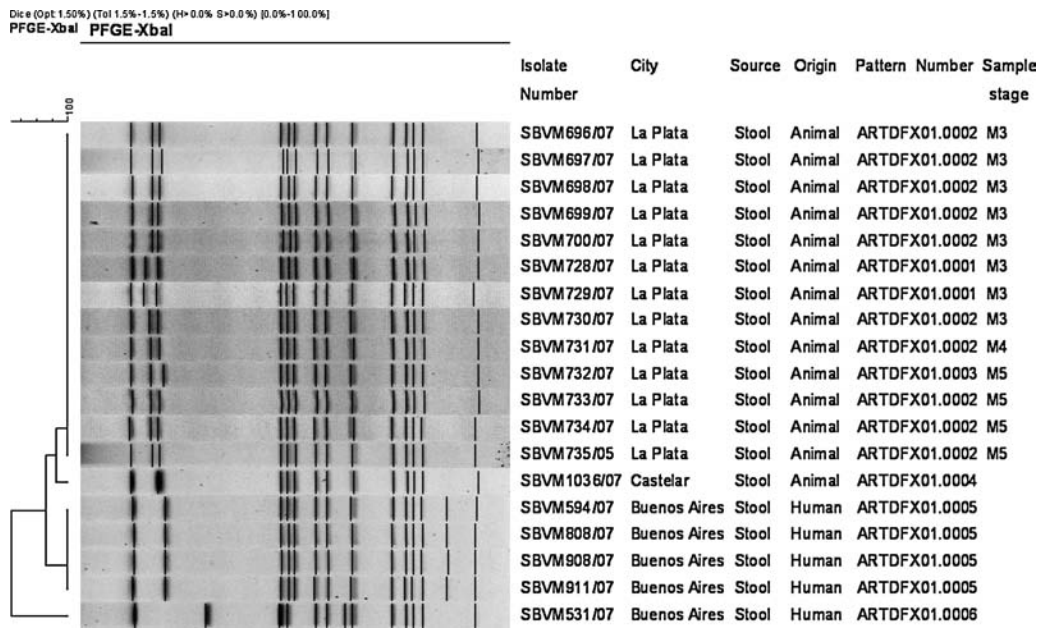 Dice (Opt:1.50%) (Tol 1.5%-1.5%) (H>0.0% S>0.0%) [0.0%-100.0%]
PFGE-XbaI PFGE-XbaI
Isolate Number City Source Origin Pattern Number Sample stage
100
SBVM696/07 La Plata Stool Animal ARTDFX01.0002 M3
SBVM697/07 La Plata Stool Animal ARTDFX01.0002 M3
SBVM698/07 La Plata Stool Animal ARTDFX01.0002 M3
SBVM699/07 La Plata Stool Animal ARTDFX01.0002 M3
SBVM700/07 La Plata Stool Animal ARTDFX01.0002 M3
SBVM728/07 La Plata Stool Animal ARTDFX01.0001 M3
SBVM729/07 La Plata Stool Animal ARTDFX01.0001 M3
SBVM730/07 La Plata Stool Animal ARTDFX01.0002 M3
SBVM731/07 La Plata Stool Animal ARTDFX01.0002 M4
SBVM732/07 La Plata Stool Animal ARTDFX01.0003 M5
SBVM733/07 La Plata Stool Animal ARTDFX01.0002 M5
SBVM734/07 La Plata Stool Animal ARTDFX01.0002 M5
SBVM735/05 La Plata Stool Animal ARTDFX01.0002 M5
SBVM1036/07 Castelar Stool Animal ARTDFX01.0004
SBVM594/07 Buenos Aires Stool Human ARTDFX01.0005
SBVM808/07 Buenos Aires Stool Human ARTDFX01.0005
SBVM908/07 Buenos Aires Stool Human ARTDFX01.0005
SBVM911/07 Buenos Aires Stool Human ARTDFX01.0005
SBVM531/07 Buenos Aires Stool Human ARTDFX01.0006